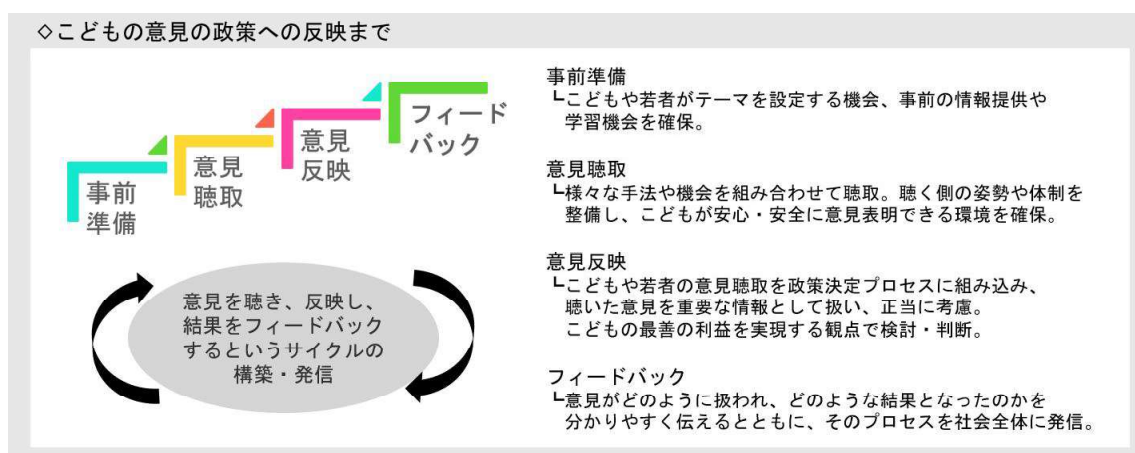 ◇こどもの意見の政策への反映まで
事前
準備
意見
聴取
意見
反映
フィード
バック
意見を聴き、反映し、
結果をフィードバック
するというサイクルの
構築・発信
事前準備
┗こどもや若者がテーマを設定する機会、事前の情報提供や
学習機会を確保。
意見聴取
┗様々な手法や機会を組み合わせて聴取。聴く側の姿勢や体制を
整備し、こどもが安心・安全に意見表明できる環境を確保。
意見反映
┗こどもや若者の意見聴取を政策決定プロセスに組み込み、
聴いた意見を重要な情報として扱い、正当に考慮。
こどもの最善の利益を実現する観点で検討・判断。
フィードバック
┗意見がどのように扱われ、どのような結果となったのかを
分かりやすく伝えるとともに、そのプロセスを社会全体に発信。